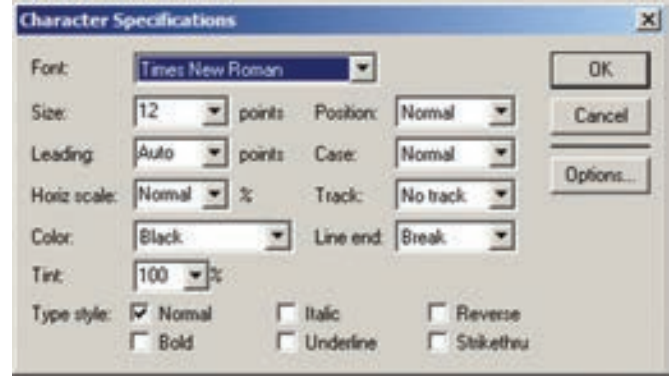 Character Specifications
Font: Times New Roman OK
Size: 12 points Position: Normal Cancel
Leading: Auto points Case: Normal Options...
Horiz scale: Normal % Track: No track
Color: Black Line end: Break
Tint: 100 %
Type style: Normal Italic Reverse
Bold Underline Strikethru